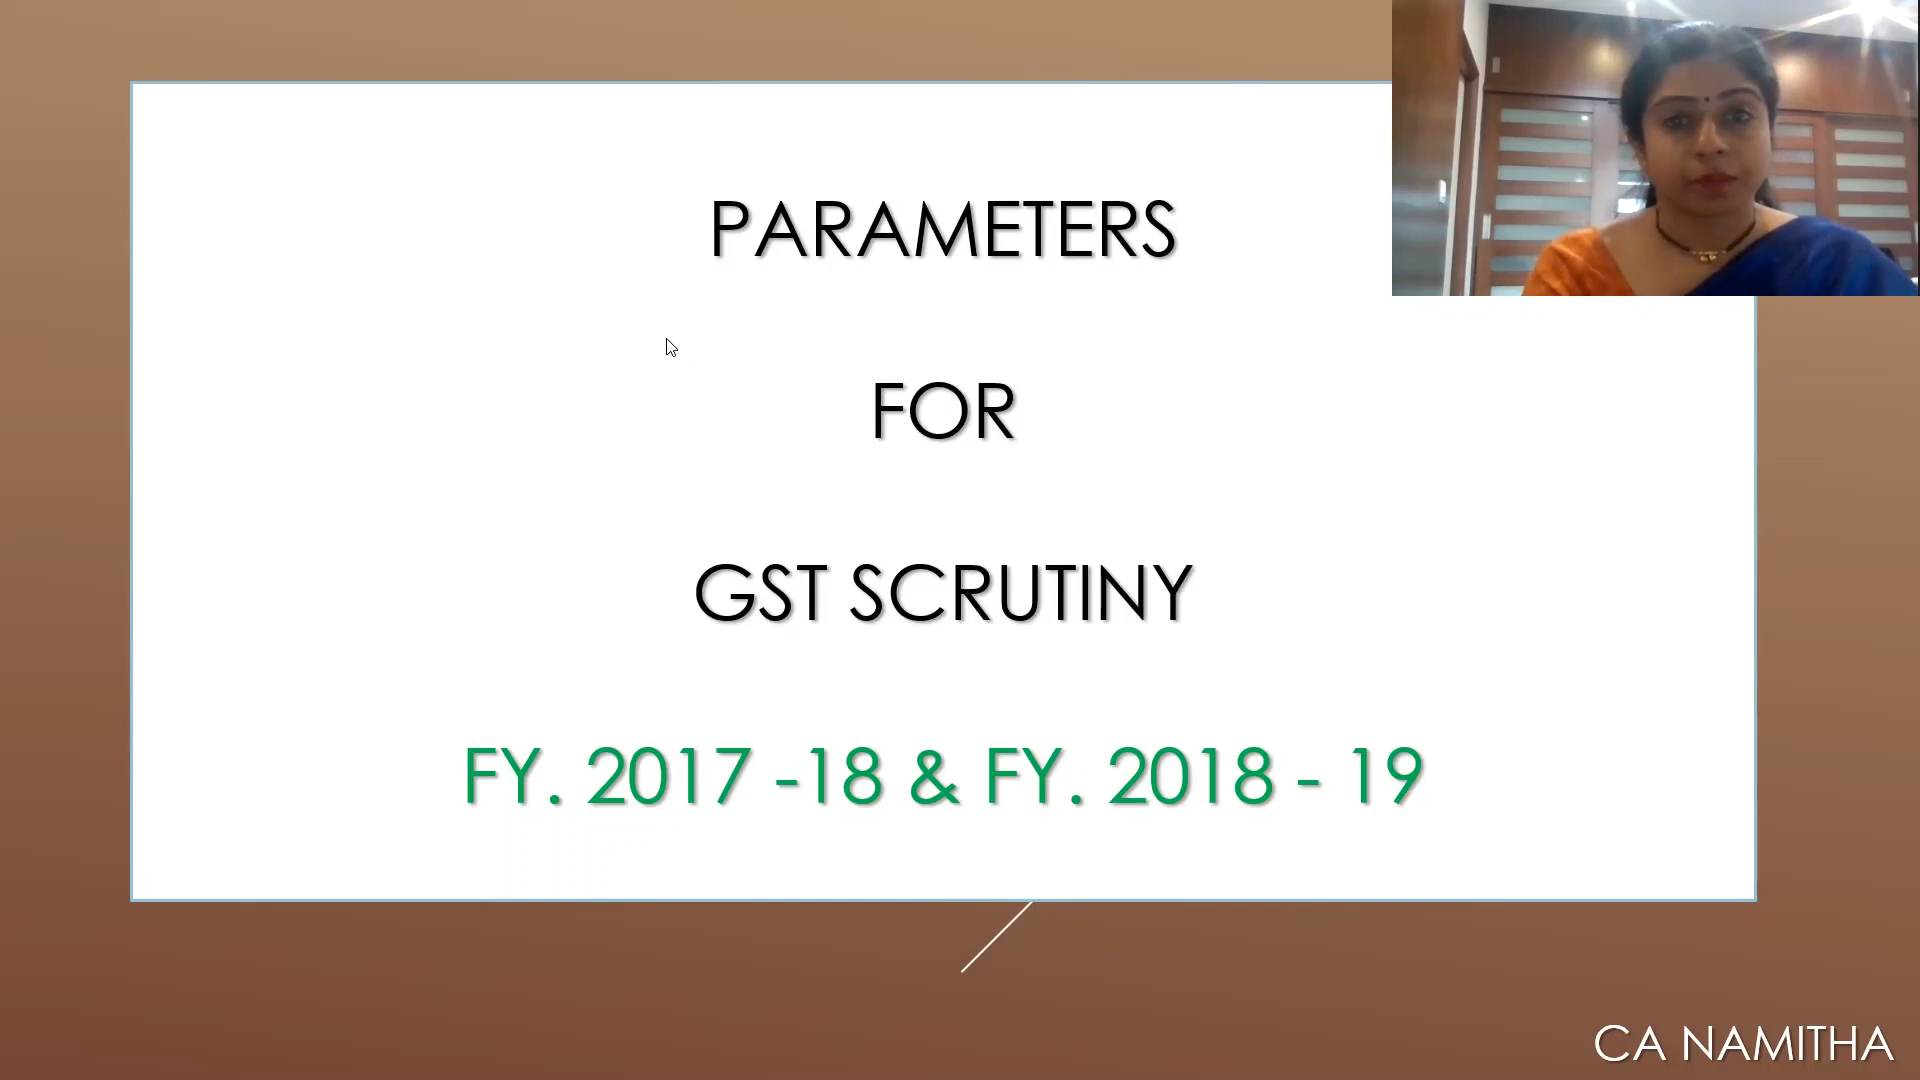 PARAMETERS
FOR
GST SCRUTINY
FY. 2017 -18 & FY. 2018 - 19
CA NAMITHA